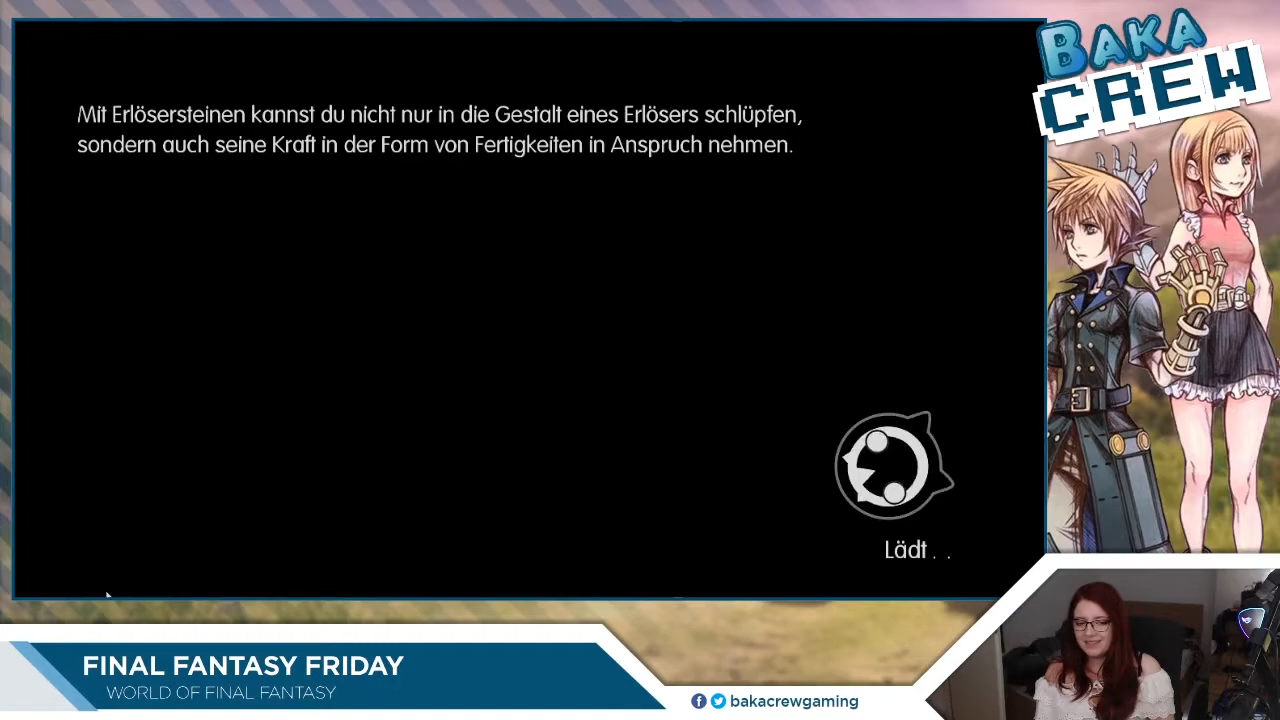 BAKA
CREW
Mit Erlösersteinen kannst du nicht nur in die Gestalt eines Erlösers schlüpfen,
sondern auch seine Kraft in der Form von Fertigkeiten in Anspruch nehmen.
Lädt . .
FINAL FANTASY FRIDAY
WORLD OF FINAL FANTASY
bakacrewgaming